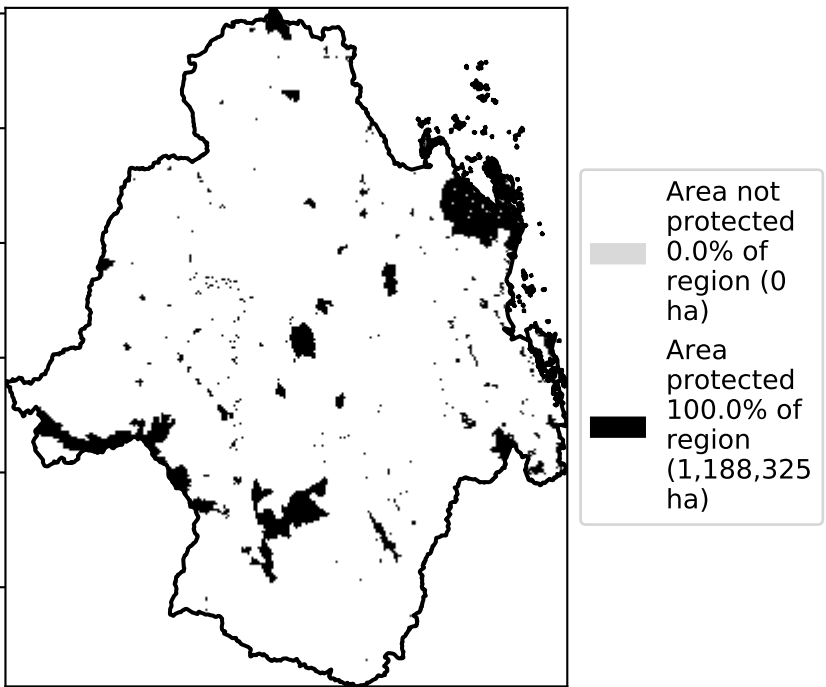 Area not
protected
0.0% of
region (0
ha)
Area
protected
100.0% of
region
(1,188,325
ha)